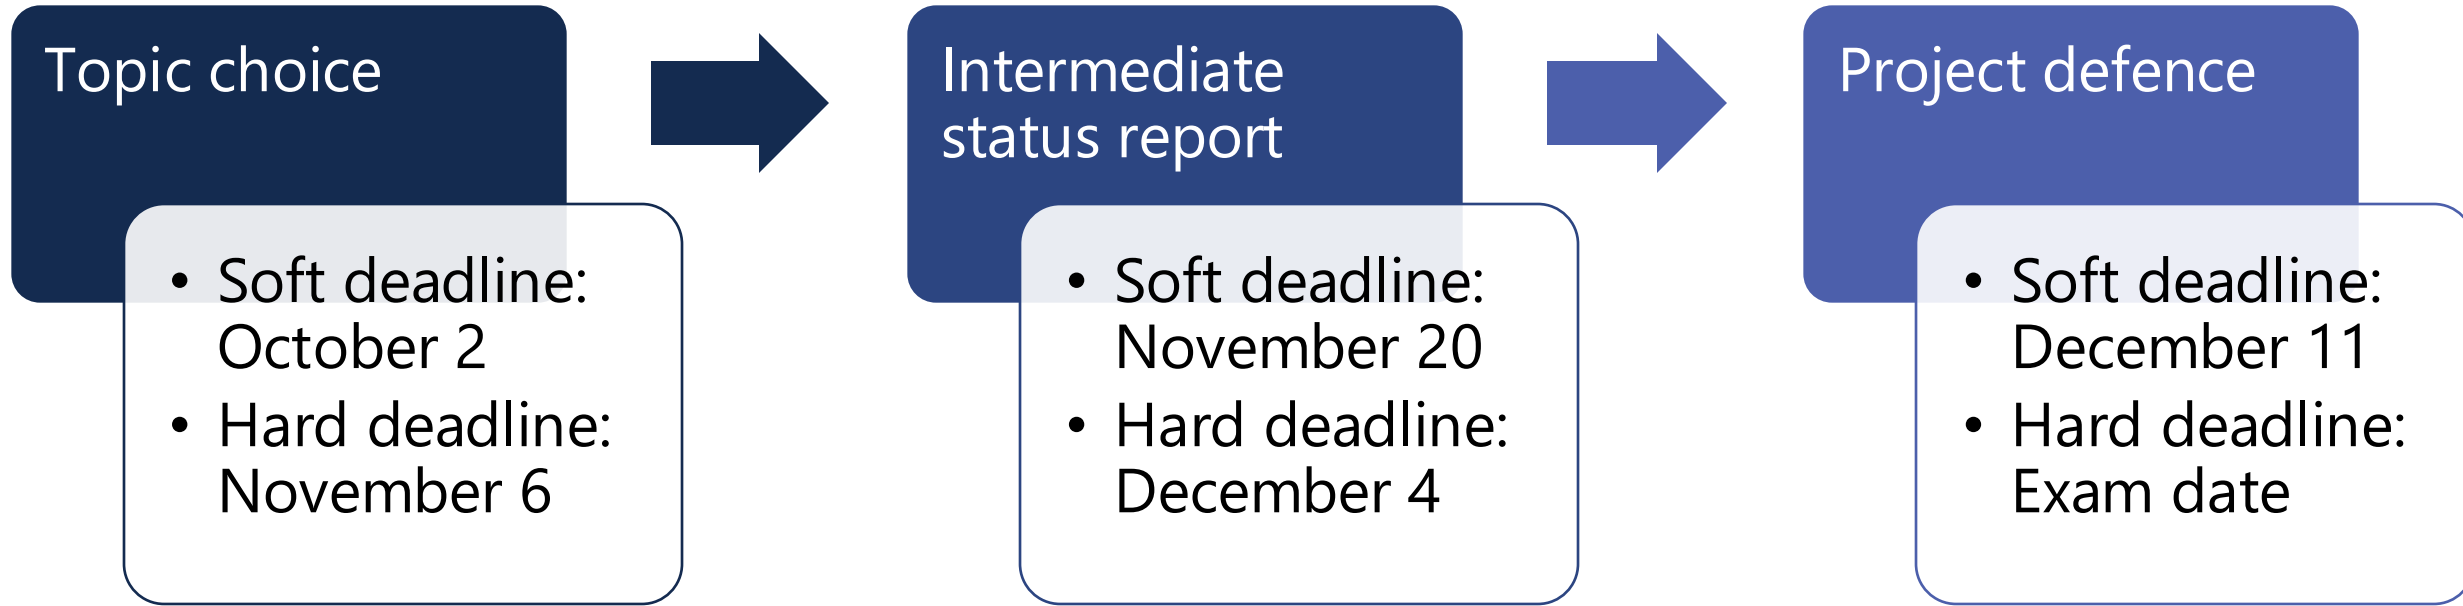 Topic choice
• Soft deadline:
October 2
• Hard deadline:
November 6
Intermediate
status report
• Soft deadline:
November 20
• Hard deadline:
December 4
Project defence
• Soft deadline:
December 11
• Hard deadline:
Exam date